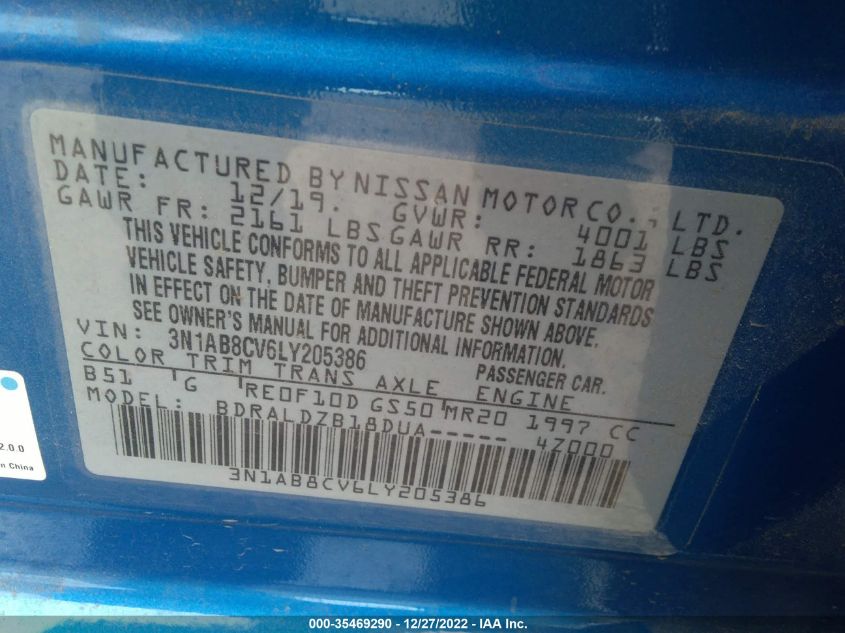 MANUFACTURED BY NISSAN MOTOR CO., LTD.
DATE: 12/19. GVWR: 4001 LBS
GAWR FR: 2161 LBS GAWR RR: 1863 LBS
THIS VEHICLE CONFORMS TO ALL APPLICABLE FEDERAL MOTOR
VEHICLE SAFETY, BUMPER AND THEFT PREVENTION STANDARDS
IN EFFECT ON THE DATE OF MANUFACTURE SHOWN ABOVE.
SEE OWNER'S MANUAL FOR ADDITIONAL INFORMATION.
VIN: 3N1AB8CV6LY205386 PASSENGER CAR.
COLOR TRIM TRANS AXLE ENGINE
B51 G RE0F10D GS50 MR20 1997 CC
MODEL: BDRALDZB18DUA----- 4Z000
3N1AB8CV6LY205386
2.0.0
n China
000-35469290 - 12/27/2022 - IAA Inc.